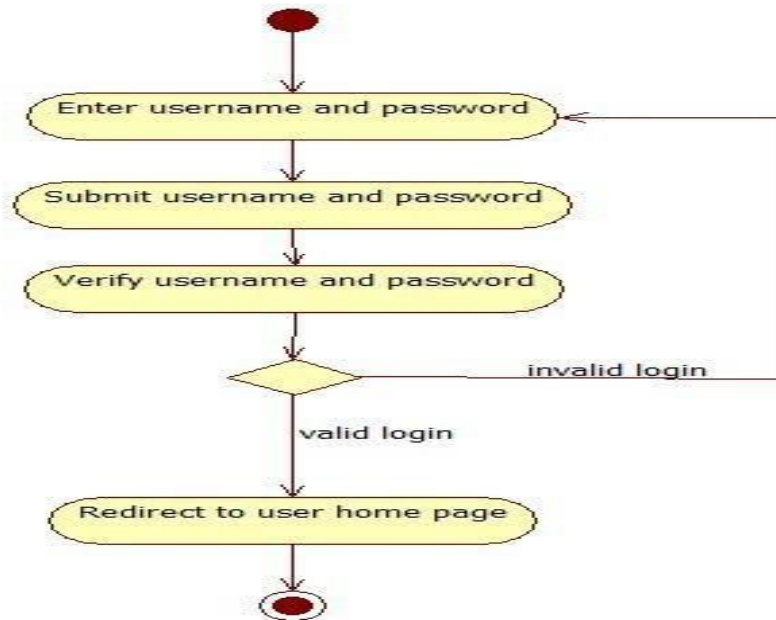 Enter username and password
Submit username and password
Verify username and password
invalid login
valid login
Redirect to user home page